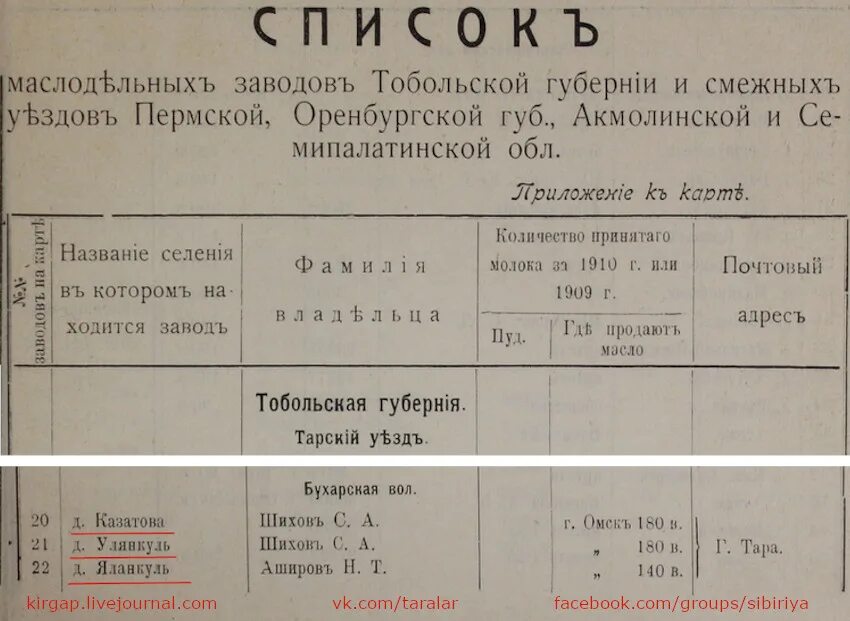 СПИСОКЪ
маслодѣльныхъ заводовъ Тобольской губерніи и смежныхъ
уѣздовъ Пермской, Оренбургской губ., Акмолинской и Се-
мипалатинской обл.
Приложеніе къ картѣ.
№№ заводовъ на картѣ
Названіе селенія
въ которомъ на-
ходится заводъ
Фамилія
владѣльца
Количество принятаго
молока за 1910 г. или
1909 г.
Пуд.
Гдѣ продаютъ
масло
Почтовый
адресъ
Тобольская губернія.
Тарскій уѣздъ.
Бухарская вол.
20 д. Казатова Шиховъ С. А. г. Омскъ 180 в.
21 д. Улянкуль Шиховъ С. А. „ 180 в. Г. Тара.
22 д. Яланкуль Ашировъ Н. Т. „ 140 в.
kirgap.livejournal.com vk.com/taralar facebook.com/groups/sibiriya